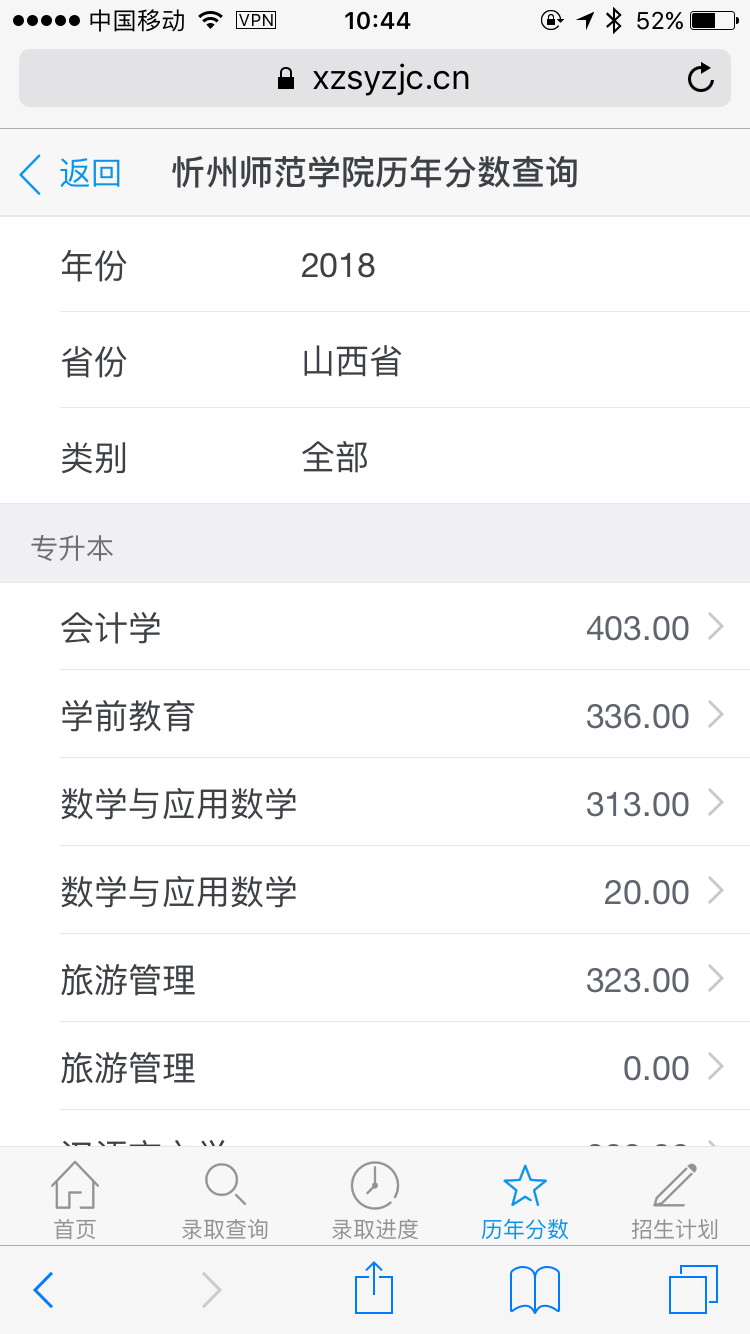 中国移动 VPN 10:44 52%
xzsyzjc.cn
返回 忻州师范学院历年分数查询
年份 2018
省份 山西省
类别 全部
专升本
会计学 403.00
学前教育 336.00
数学与应用数学 313.00
数学与应用数学 20.00
旅游管理 323.00
旅游管理 0.00
首页 录取查询 录取进度 历年分数 招生计划